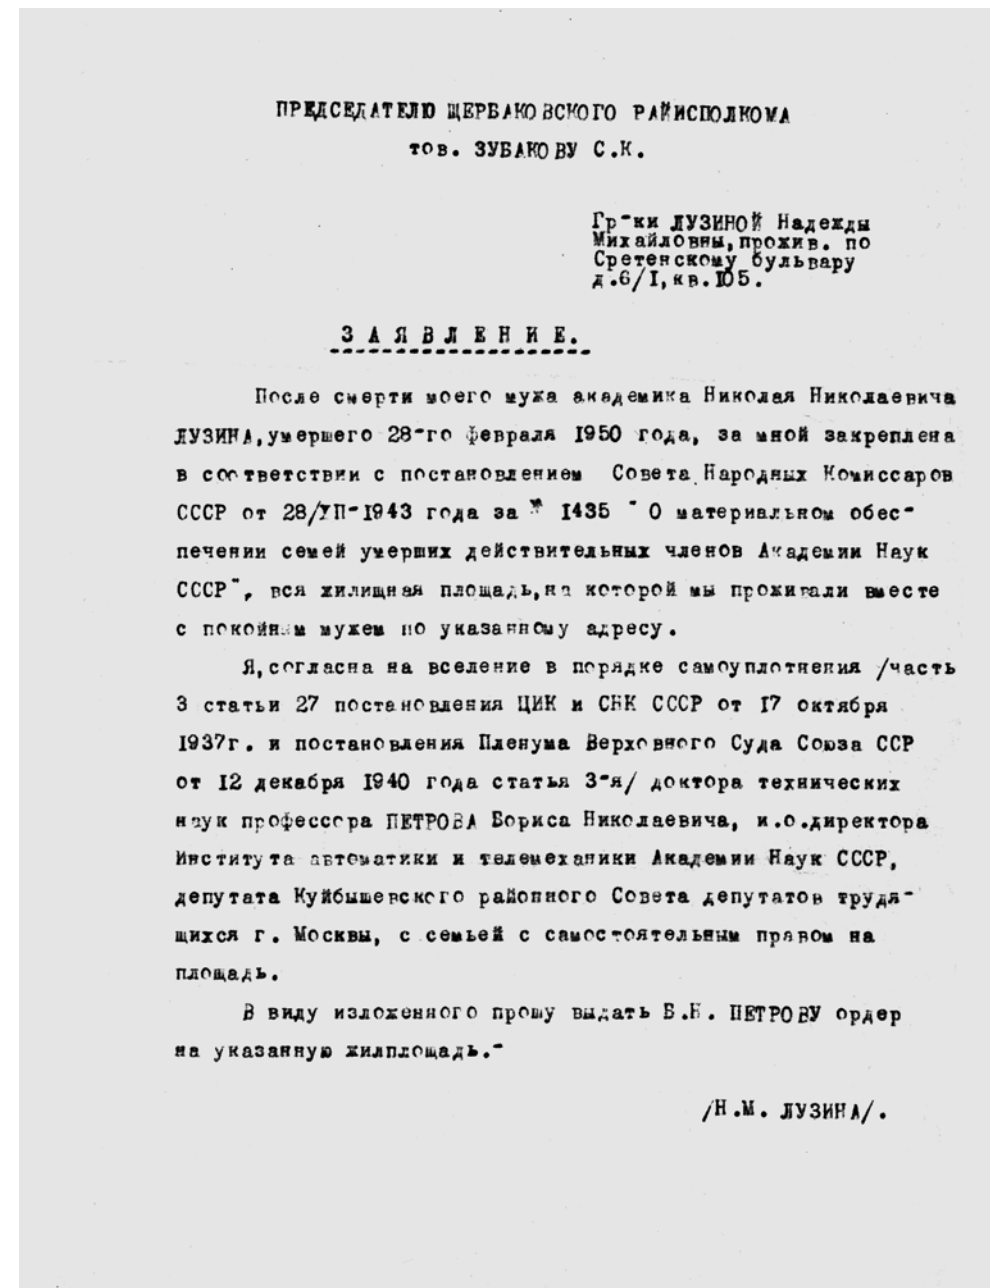 ПРЕДСЕДАТЕЛЮ ЩЕРБАКОВСКОГО РАЙИСПОЛКОМА
тов. ЗУБАКОВУ С.К.
Гр-ки ЛУЗИНОЙ Надежды
Михайловны, прожив. по
Сретенскому бульвару
д.6/I, кв.I05.
З А Я В Л Е Н И Е.
После смерти моего мужа академика Николая Николаевича
ЛУЗИНА, умершего 28-го февраля 1950 года, за мной закреплена
в соответствии с постановлением Совета Народных Комиссаров
СССР от 28/XII-1943 года за № 1435 " О материальном обес-
печении семей умерших действительных членов Академии Наук
СССР", вся жилищная площадь, на которой мы проживали вместе
с покойным мужем по указанному адресу.
Я, согласна на вселение в порядке самоуплотнения /часть
3 статьи 27 постановления ЦИК и СНК СССР от I7 октября
1937г. и постановления Пленума Верховного Суда Союза ССР
от I2 декабря 1940 года статья 3-я/ доктора технических
наук профессора ПЕТРОВА Бориса Николаевича, и.о.директора
Института автоматики и телемеханики Академии Наук СССР,
депутата Куйбышевского районного Совета депутатов трудя-
щихся г. Москвы, с семьей с самостоятельным правом на
площадь.
В виду изложенного прошу выдать Б.Н. ПЕТРОВУ ордер
на указанную жилплощадь.-
/Н.М. ЛУЗИНА/.